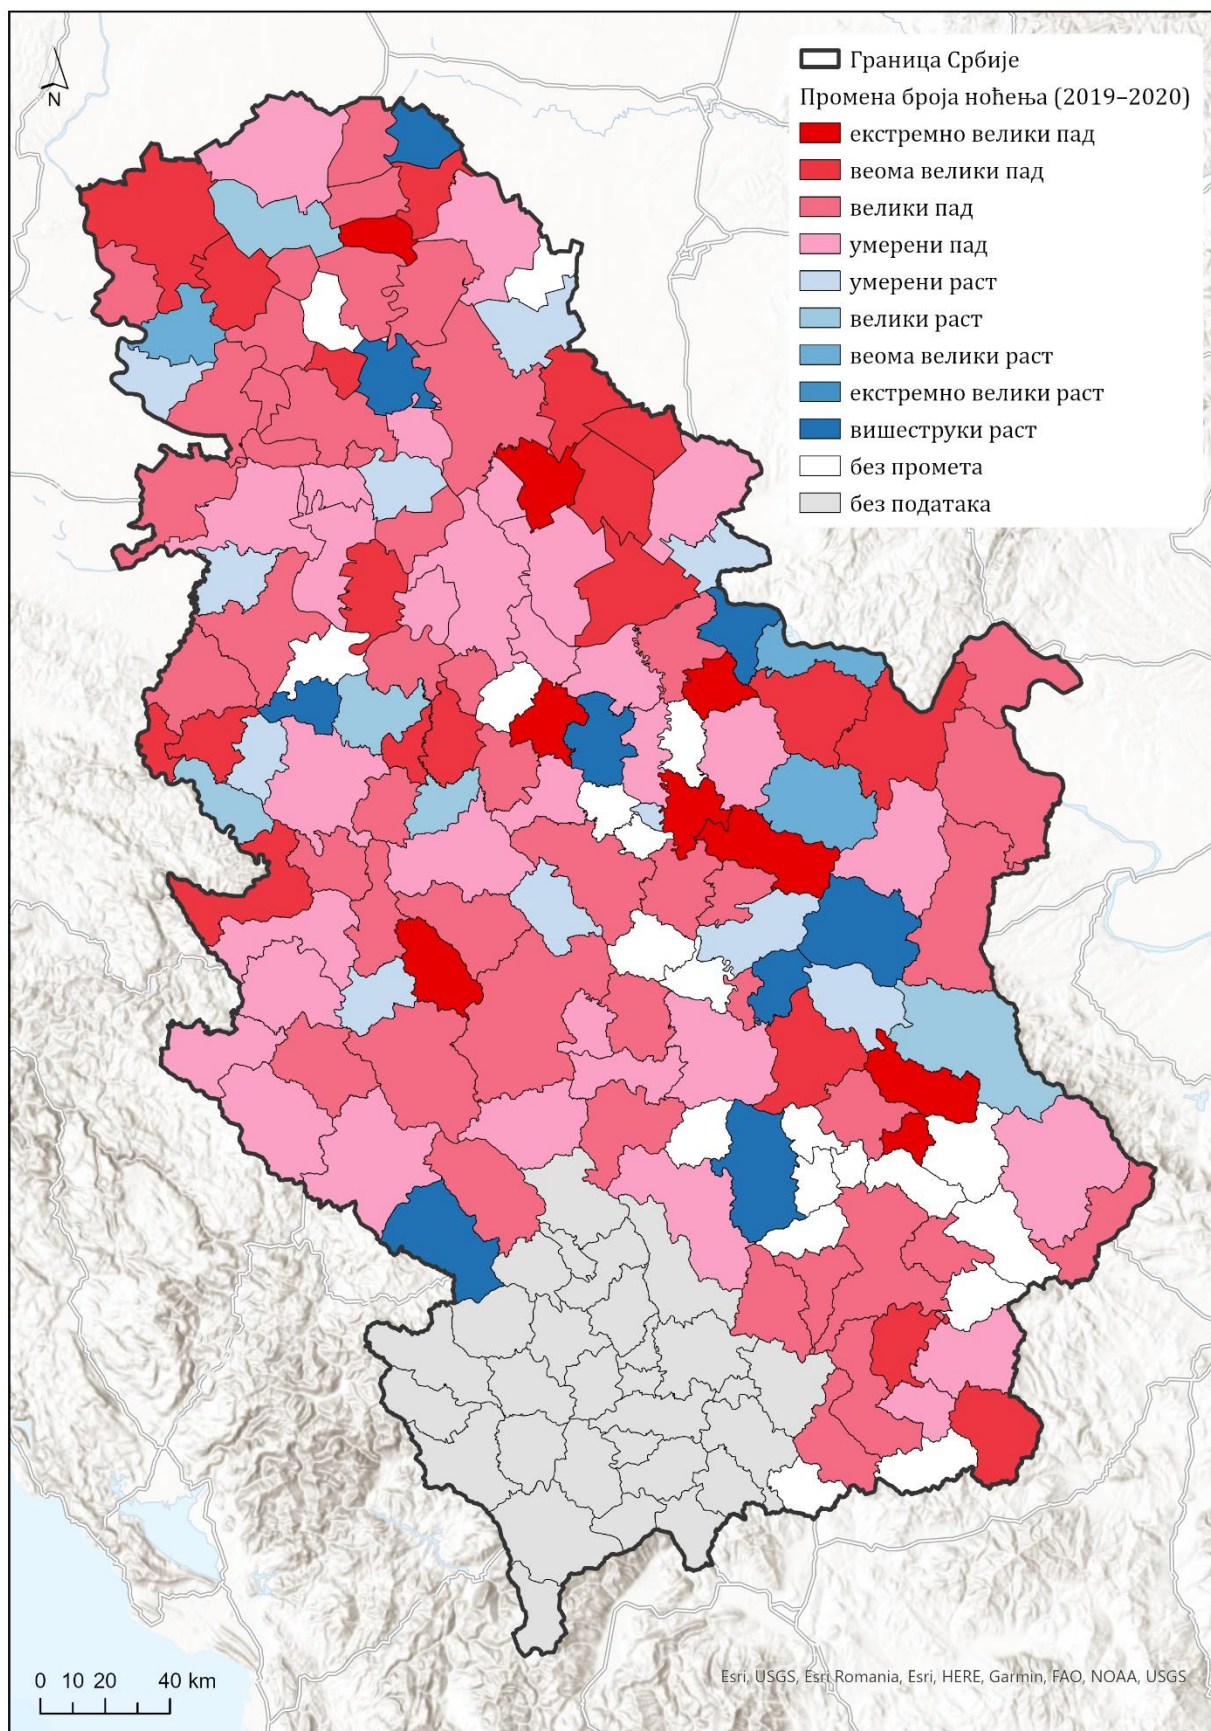 N
Граница Србије
Промена броја ноћења (2019–2020)
екстремно велики пад
веома велики пад
велики пад
умерени пад
умерени раст
велики раст
веома велики раст
екстремно велики раст
вишеструки раст
без промета
без података
0 10 20 40 km
Esri, USGS, Esri Romania, Esri, HERE, Garmin, FAO, NOAA, USGS